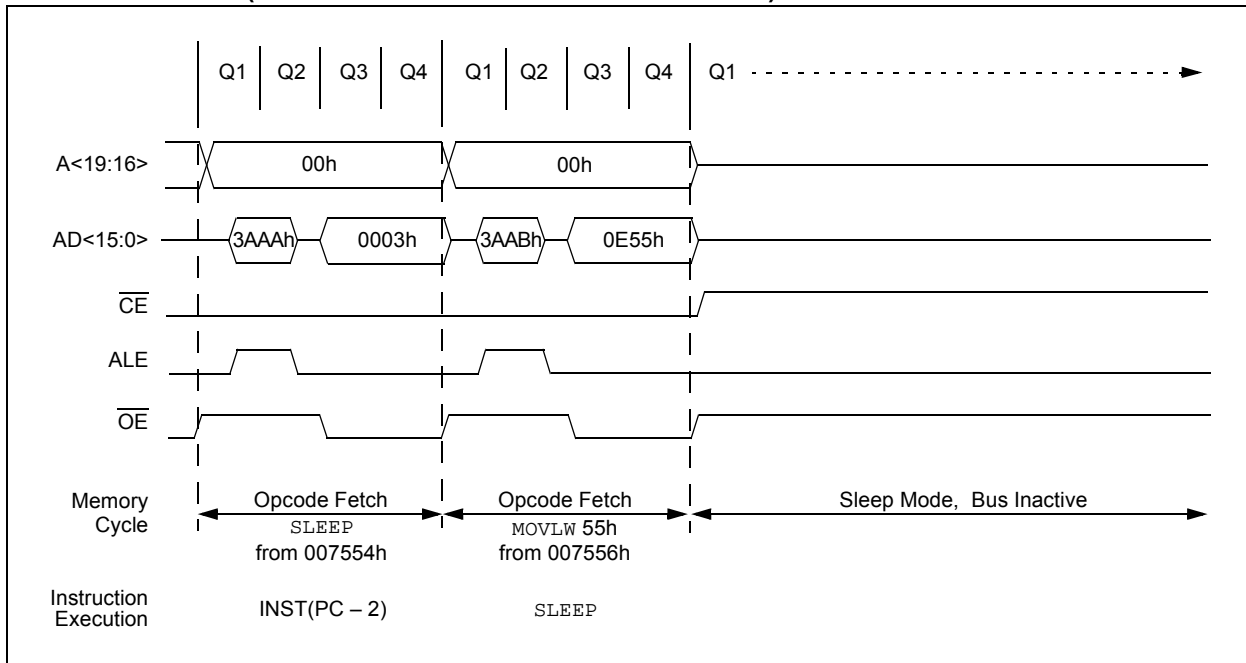 Q1 Q2 Q3 Q4 Q1 Q2 Q3 Q4 Q1
A<19:16> 00h 00h
AD<15:0> 3AAAh 0003h 3AABh 0E55h
CE
ALE
OE
Memory Cycle Opcode Fetch Opcode Fetch Sleep Mode, Bus Inactive
SLEEP MOVLW 55h
from 007554h from 007556h
Instruction Execution INST(PC – 2) SLEEP